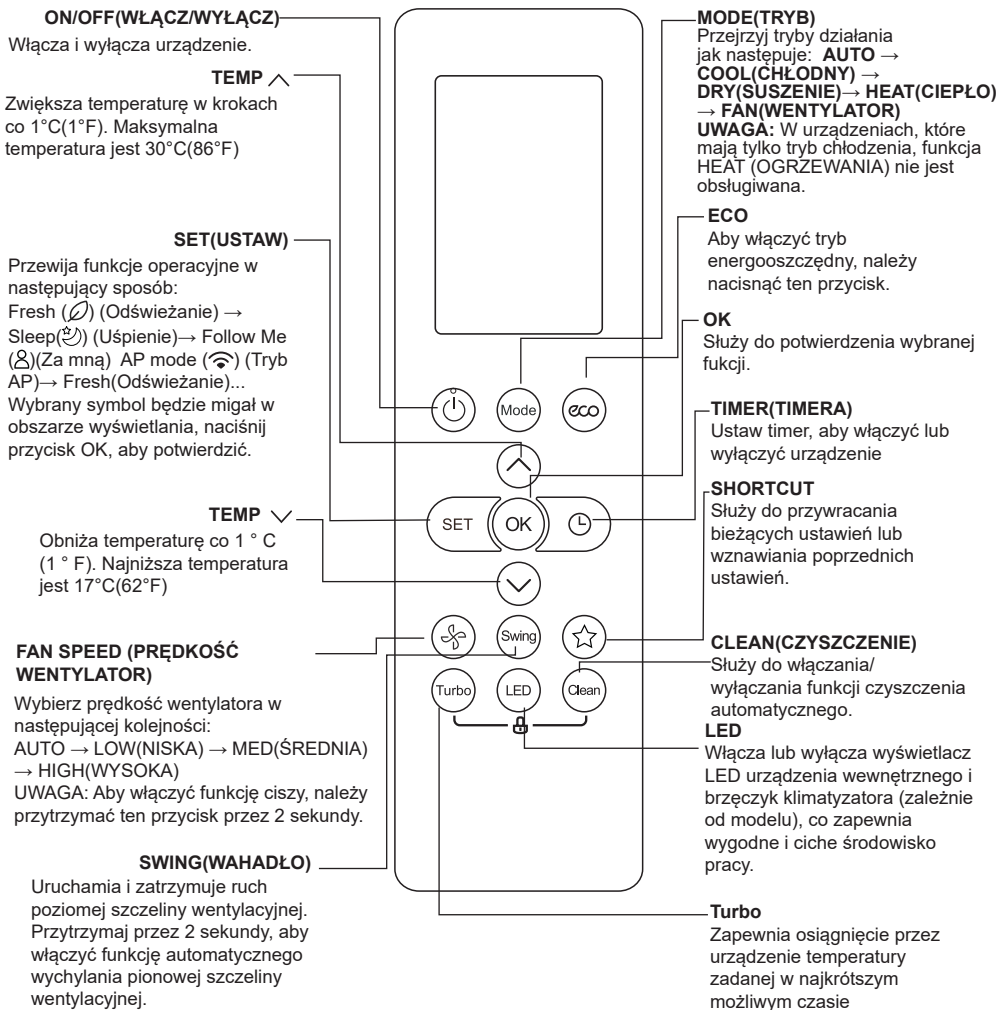 ON/OFF(WŁĄCZ/WYŁĄCZ)
Włącza i wyłącza urządzenie.
TEMP
Zwiększa temperaturę w krokach
co 1°C(1°F). Maksymalna
temperatura jest 30°C(86°F)
SET(USTAW)
Przewija funkcje operacyjne w
następujący sposób:
Fresh () (Odświeżanie) →
Sleep() (Uśpienie)→ Follow Me
()(Za mną) AP mode () (Tryb
AP)→ Fresh(Odświeżanie)...
Wybrany symbol będzie migał w
obszarze wyświetlania, naciśnij
przycisk OK, aby potwierdzić.
TEMP
Obniża temperaturę co 1 ° C
(1 ° F). Najniższa temperatura
jest 17°C(62°F)
FAN SPEED (PRĘDKOŚĆ
WENTYLATOR)
Wybierz prędkość wentylatora w
następującej kolejności:
AUTO → LOW(NISKA) → MED(ŚREDNIA)
→ HIGH(WYSOKA)
UWAGA: Aby włączyć funkcję ciszy, należy
przytrzymać ten przycisk przez 2 sekundy.
SWING(WAHADŁO)
Uruchamia i zatrzymuje ruch
poziomej szczeliny wentylacyjnej.
Przytrzymaj przez 2 sekundy, aby
włączyć funkcję automatycznego
wychylania pionowej szczeliny
wentylacyjnej.
Mode
eco
SET
OK
Swing
Turbo
LED
Clean
MODE(TRYB)
Przejrzyj tryby działania
jak następuje: AUTO →
COOL(CHŁODNY) →
DRY(SUSZENIE)→ HEAT(CIEPŁO)
→ FAN(WENTYLATOR)
UWAGA: W urządzeniach, które
mają tylko tryb chłodzenia, funkcja
HEAT (OGRZEWANIA) nie jest
obsługiwana.
ECO
Aby włączyć tryb
energooszczędny, należy
nacisnąć ten przycisk.
OK
Służy do potwierdzenia wybranej
fukcji.
TIMER(TIMERA)
Ustaw timer, aby włączyć lub
wyłączyć urządzenie
SHORTCUT
Służy do przywracania
bieżących ustawień lub
wznawiania poprzednich
ustawień.
CLEAN(CZYSZCZENIE)
Służy do włączania/
wyłączania funkcji czyszczenia
automatycznego.
LED
Włącza lub wyłącza wyświetlacz
LED urządzenia wewnętrznego i
brzęczyk klimatyzatora (zależnie
od modelu), co zapewnia
wygodne i ciche środowisko
pracy.
Turbo
Zapewnia osiągnięcie przez
urządzenie temperatury
zadanej w najkrótszym
możliwym czasie